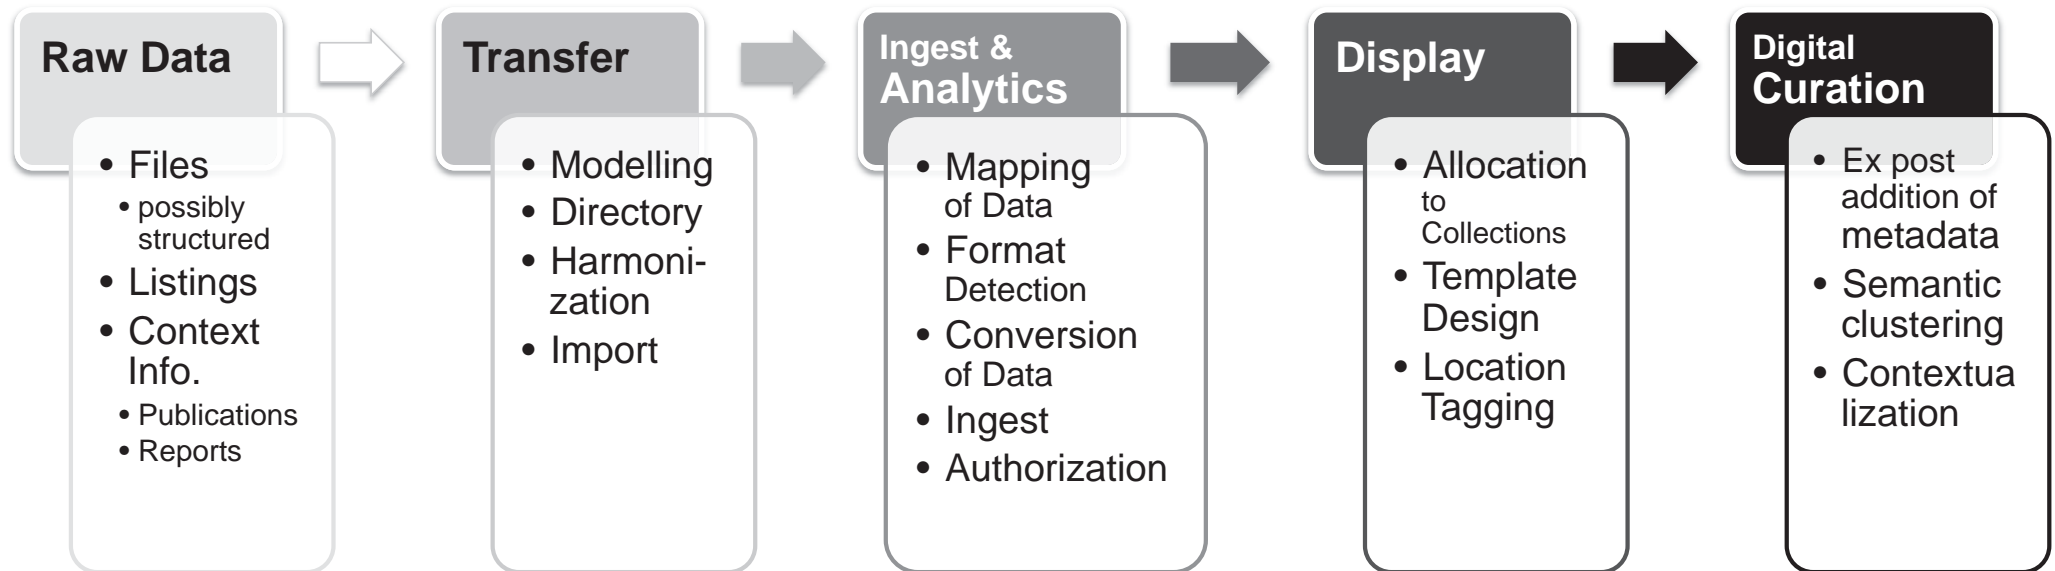 Raw Data
• Files
• possibly
structured
• Listings
• Context
Info.
• Publications
• Reports
Transfer
• Modelling
• Directory
• Harmoni-
zation
• Import
Ingest &
Analytics
• Mapping
of Data
• Format
Detection
• Conversion
of Data
• Ingest
• Authorization
Display
• Allocation
to
Collections
• Template
Design
• Location
Tagging
Digital
Curation
• Ex post
addition of
metadata
• Semantic
clustering
• Contextua
lization